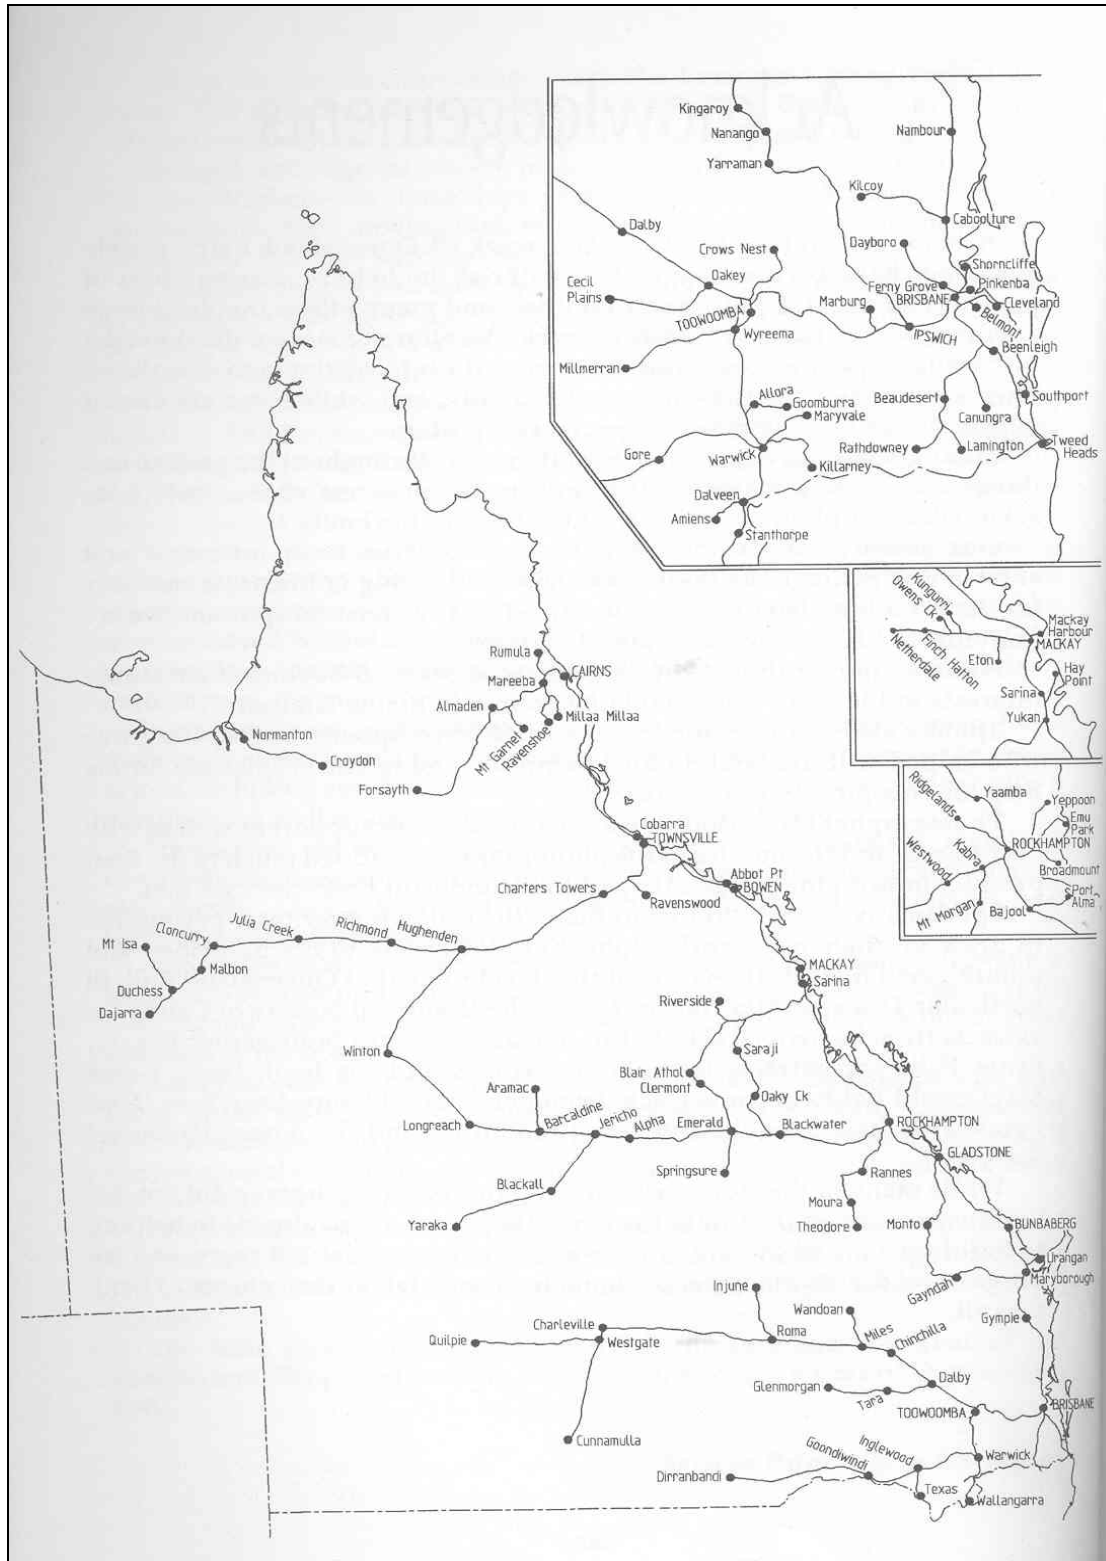 Kingaroy
Nanango
Yarraman
Nambour
Kilcoy
Caboolture
Dalby
Dayboro
Crows Nest
Shorncliffe
Oakey
Ferny Grove
Pinkenba
Cecil
Plains
Marburg
BRISBANE
Cleveland
TOOWOOMBA
Belmont
Wyreema
IPSWICH
Beenleigh
Millmerran
Allora
Goomburra
Maryvale
Beaudesert
Canungra
Southport
Gore
Warwick
Rathdowney
Lamington
Tweed
Heads
Killarney
Dalveen
Amiens
Stanthorpe
Kungurri
Owens Ck
Mackay
Harbour
MACKAY
Finch Hatton
Netherdale
Eton
Hay
Point
Sarina
Yukan
Yaamba
Ridgelands
Yeppoon
Emu
Park
ROCKHAMPTON
Westwood
Kabra
Broadmount
Mt Morgan
Bajool
Port
Alma
Rumula
CAIRNS
Mareeba
Almaden
Millaa Millaa
Mt Garnet
Ravenshoe
Normanton
Croydon
Forsayth
Cobarra
TOWNSVILLE
Abbot Pt
BOWEN
Charters Towers
Ravenswood
Julia Creek
Richmond
Hughenden
Cloncurry
Mt Isa
Malbon
Duchess
Dajarra
MACKAY
Sarina
Riverside
Winton
Saraji
Blair Athol
Clermont
Aramac
Oaky Ck
Longreach
Barcaldine
Jericho
Alpha
Emerald
Blackwater
ROCKHAMPTON
GLADSTONE
Springsure
Rannes
Blackall
Moura
Yaraka
Theodore
Monto
BUNBABERG
Urangan
Maryborough
Gayndah
Injune
Wandoan
Gympie
Charleville
Quilpie
Westgate
Roma
Miles
Chinchilla
Glenmorgan
Tara
Dalby
TOOWOOMBA
BRISBANE
Cunnamulla
Goondiwindi
Inglewood
Warwick
Dirranbandi
Texas
Wallangarra